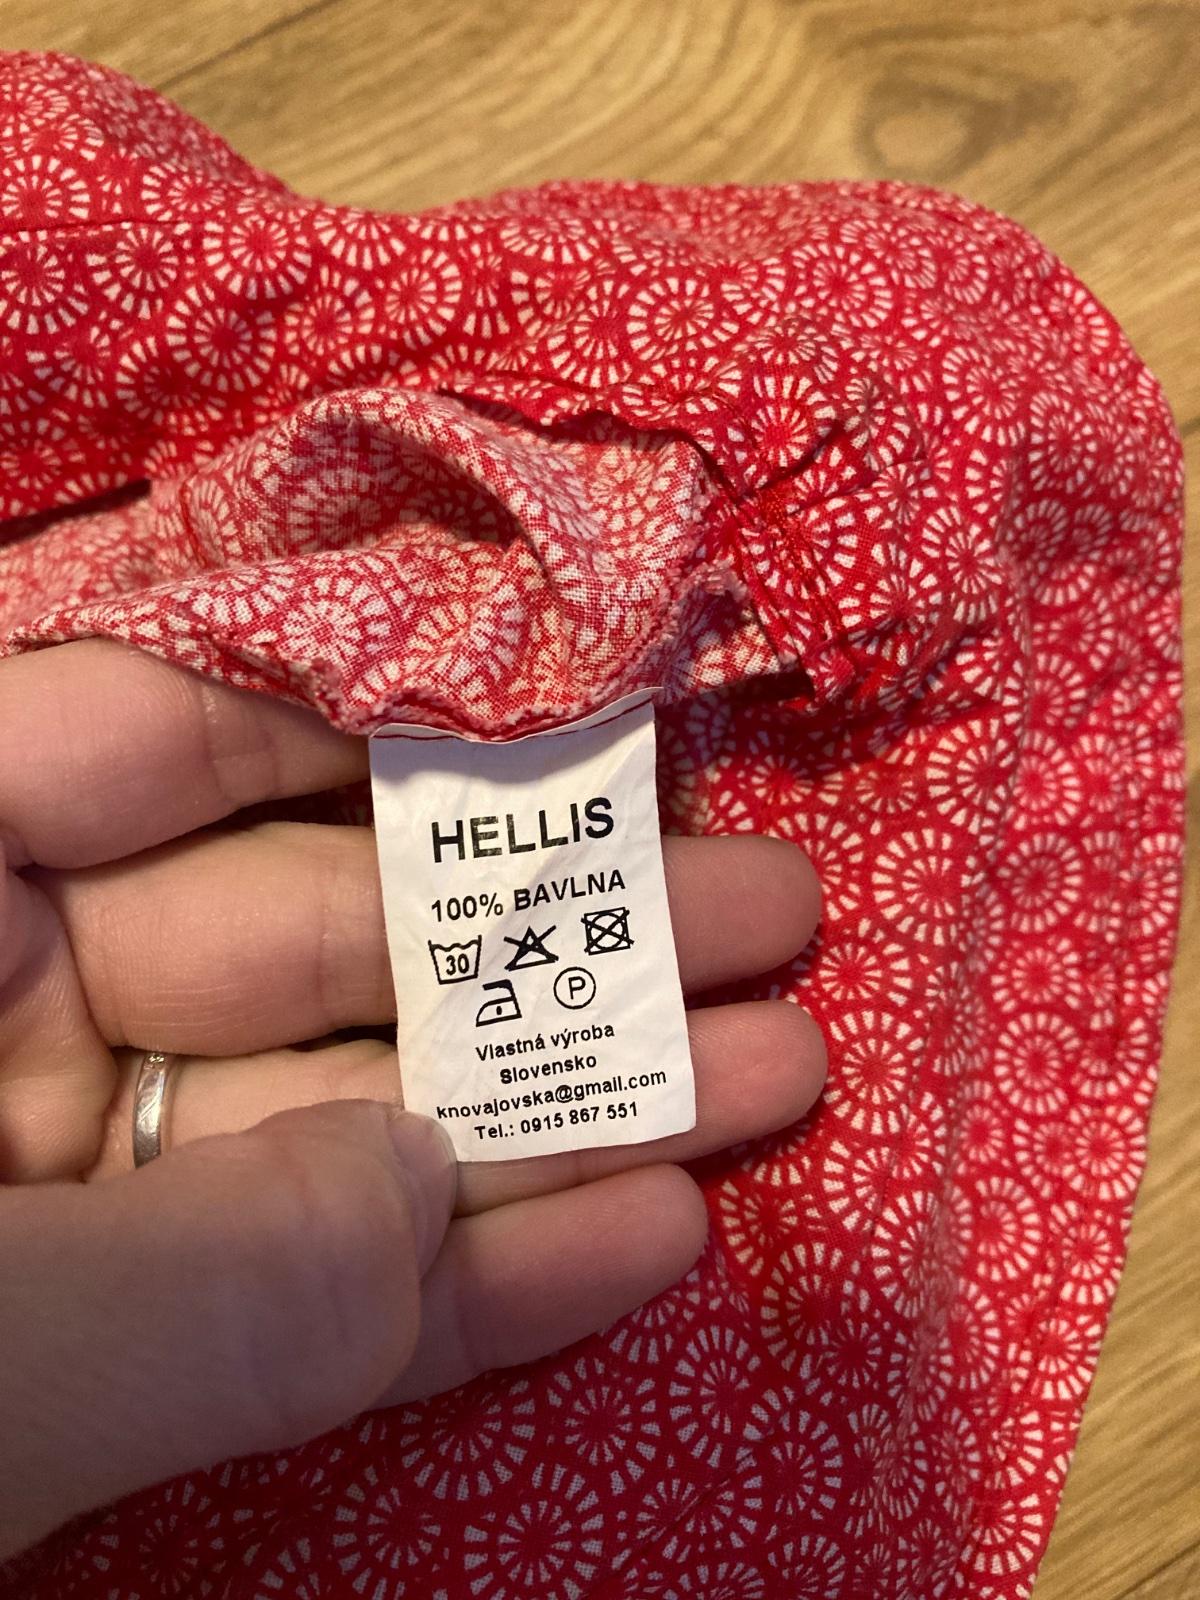 HELLIS
100% BAVLNA
30
P
Vlastná výroba
Slovensko
knovajovska@gmail.com
Tel.: 0915 867 551